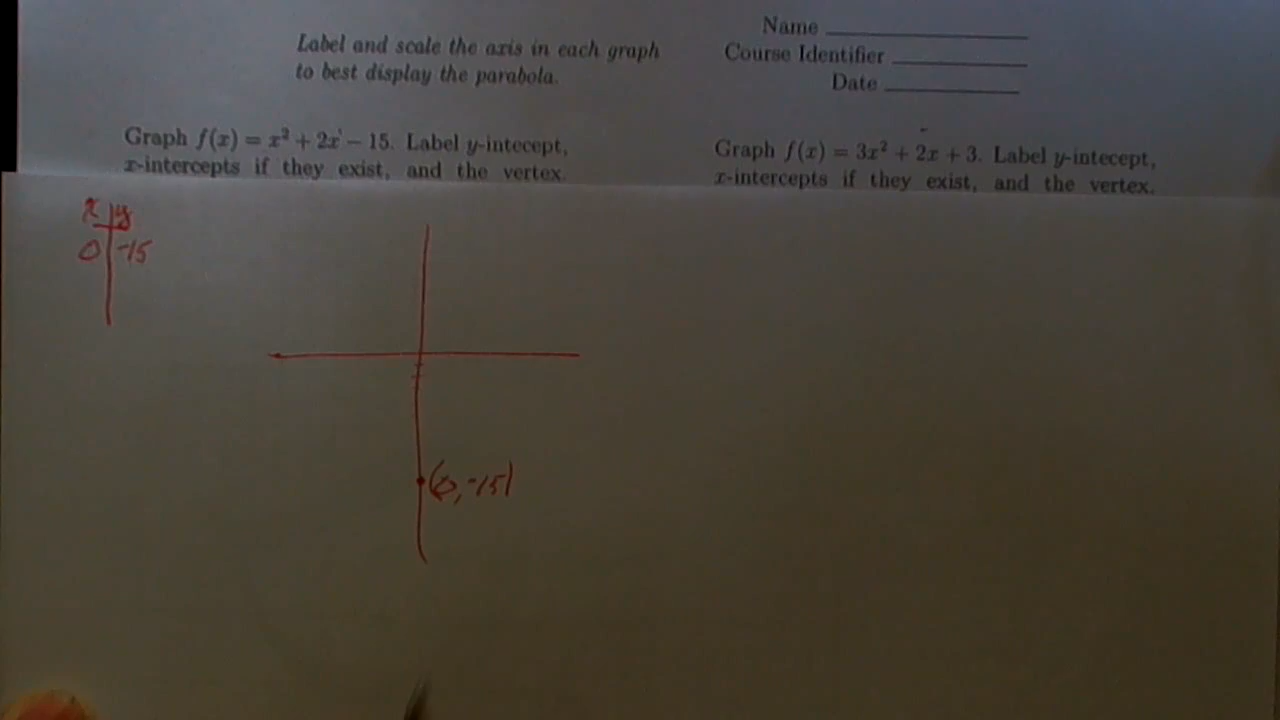 Label and scale the axis in each graph
to best display the parabola.
Name
Course Identifier
Date
Graph f(x) = x² + 2x − 15. Label y-intecept,
x-intercepts if they exist, and the vertex.
Graph f(x) = 3x² + 2x + 3. Label y-intecept,
x-intercepts if they exist, and the vertex.
x y
0 -15
(0, -15)